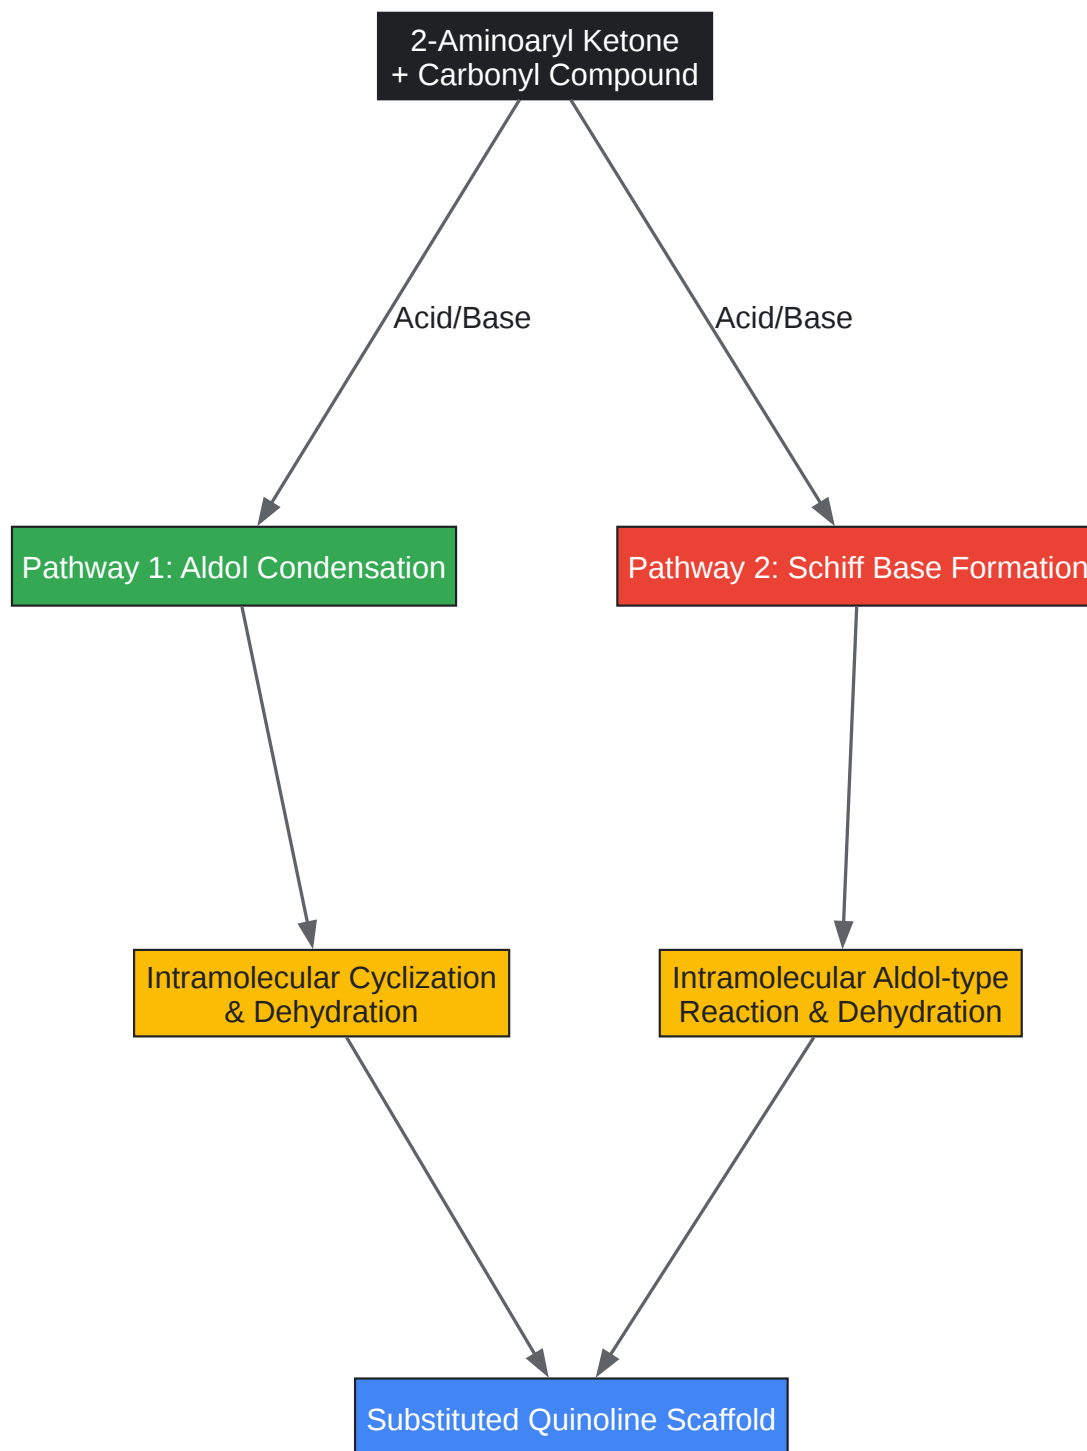 2-Aminoaryl Ketone
+ Carbonyl Compound
Acid/Base
Acid/Base
Pathway 1: Aldol Condensation
Pathway 2: Schiff Base Formation
Intramolecular Cyclization
& Dehydration
Intramolecular Aldol-type
Reaction & Dehydration
Substituted Quinoline Scaffold